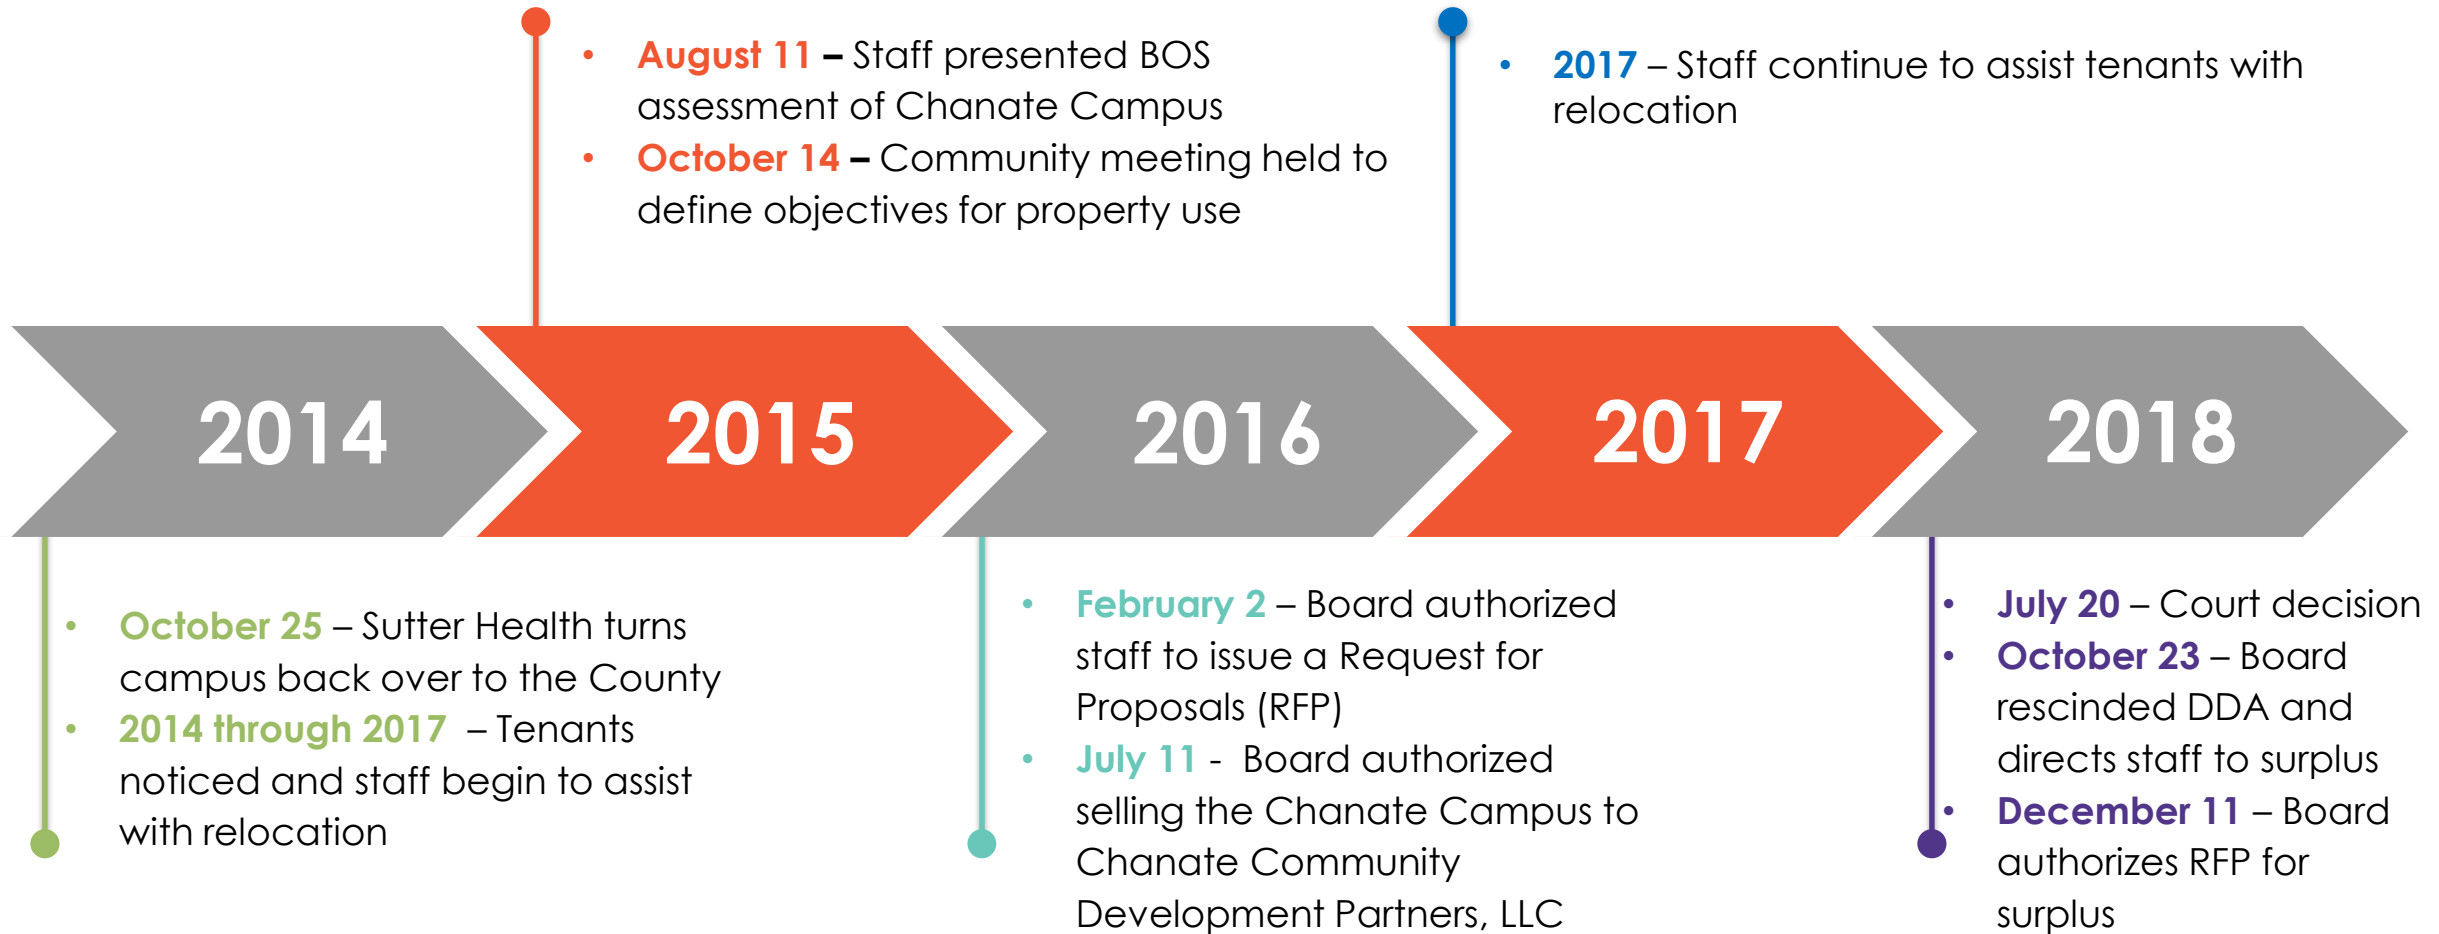 • August 11 – Staff presented BOS
assessment of Chanate Campus
• October 14 – Community meeting held to
define objectives for property use
• 2017 – Staff continue to assist tenants with
relocation
2014
2015
2016
2017
2018
• October 25 – Sutter Health turns
campus back over to the County
• 2014 through 2017 – Tenants
noticed and staff begin to assist
with relocation
• February 2 – Board authorized
staff to issue a Request for
Proposals (RFP)
• July 11 - Board authorized
selling the Chanate Campus to
Chanate Community
Development Partners, LLC
• July 20 – Court decision
• October 23 – Board
rescinded DDA and
directs staff to surplus
• December 11 – Board
authorizes RFP for
surplus